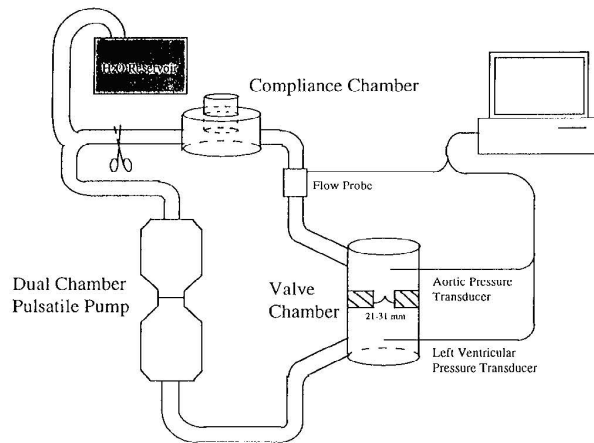 H2O Reservoir
Compliance Chamber
Flow Probe
Dual Chamber
Pulsatile Pump
Valve
Chamber
21-31 mm
Aortic Pressure
Transducer
Left Ventricular
Pressure Transducer